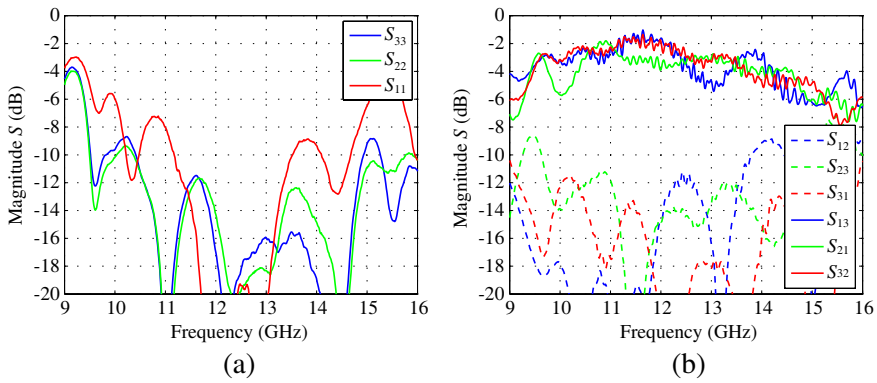 0
-2
-4
-6
-8
-10
-12
-14
-16
-18
-20
9 10 11 12 13 14 15 16
Magnitude S (dB)
Frequency (GHz)
S33
S22
S11
(a)
0
-2
-4
-6
-8
-10
-12
-14
-16
-18
-20
9 10 11 12 13 14 15 16
Magnitude S (dB)
Frequency (GHz)
S12
S23
S31
S13
S21
S32
(b)